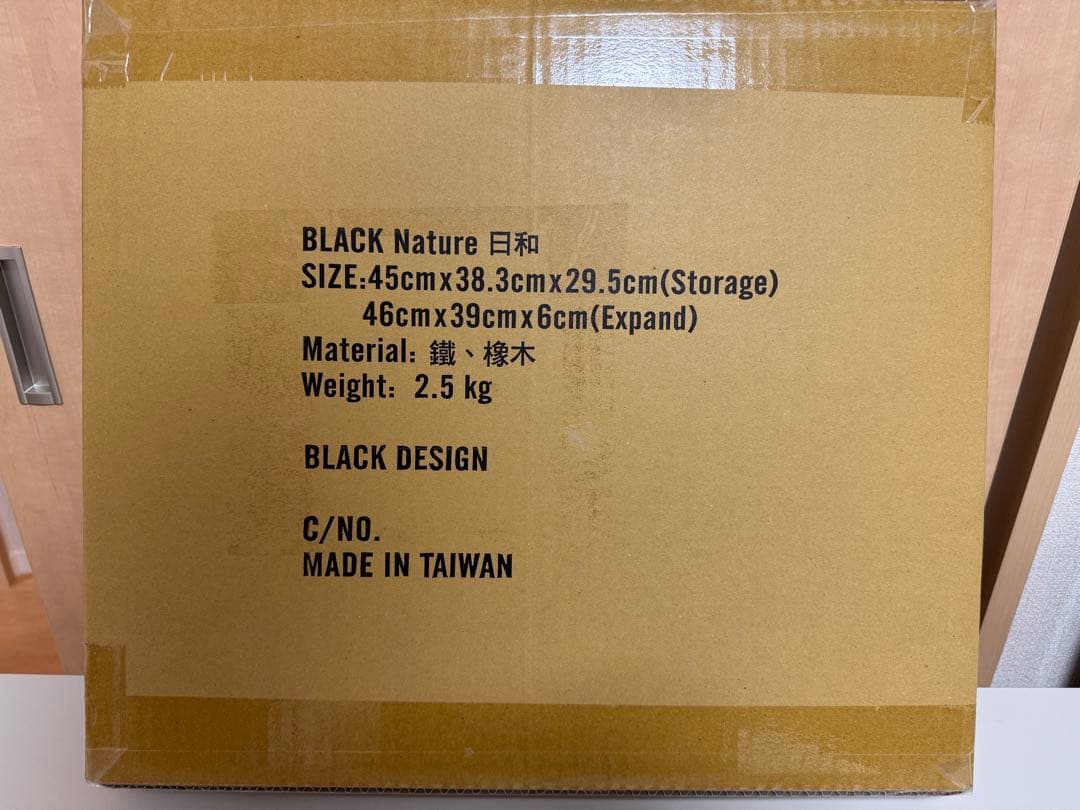 BLACK Nature 日和
SIZE:45cmx38.3cmx29.5cm(Storage)
46cmx39cmx6cm(Expand)
Material: 鐵、橡木
Weight: 2.5 kg
BLACK DESIGN
C/NO.
MADE IN TAIWAN